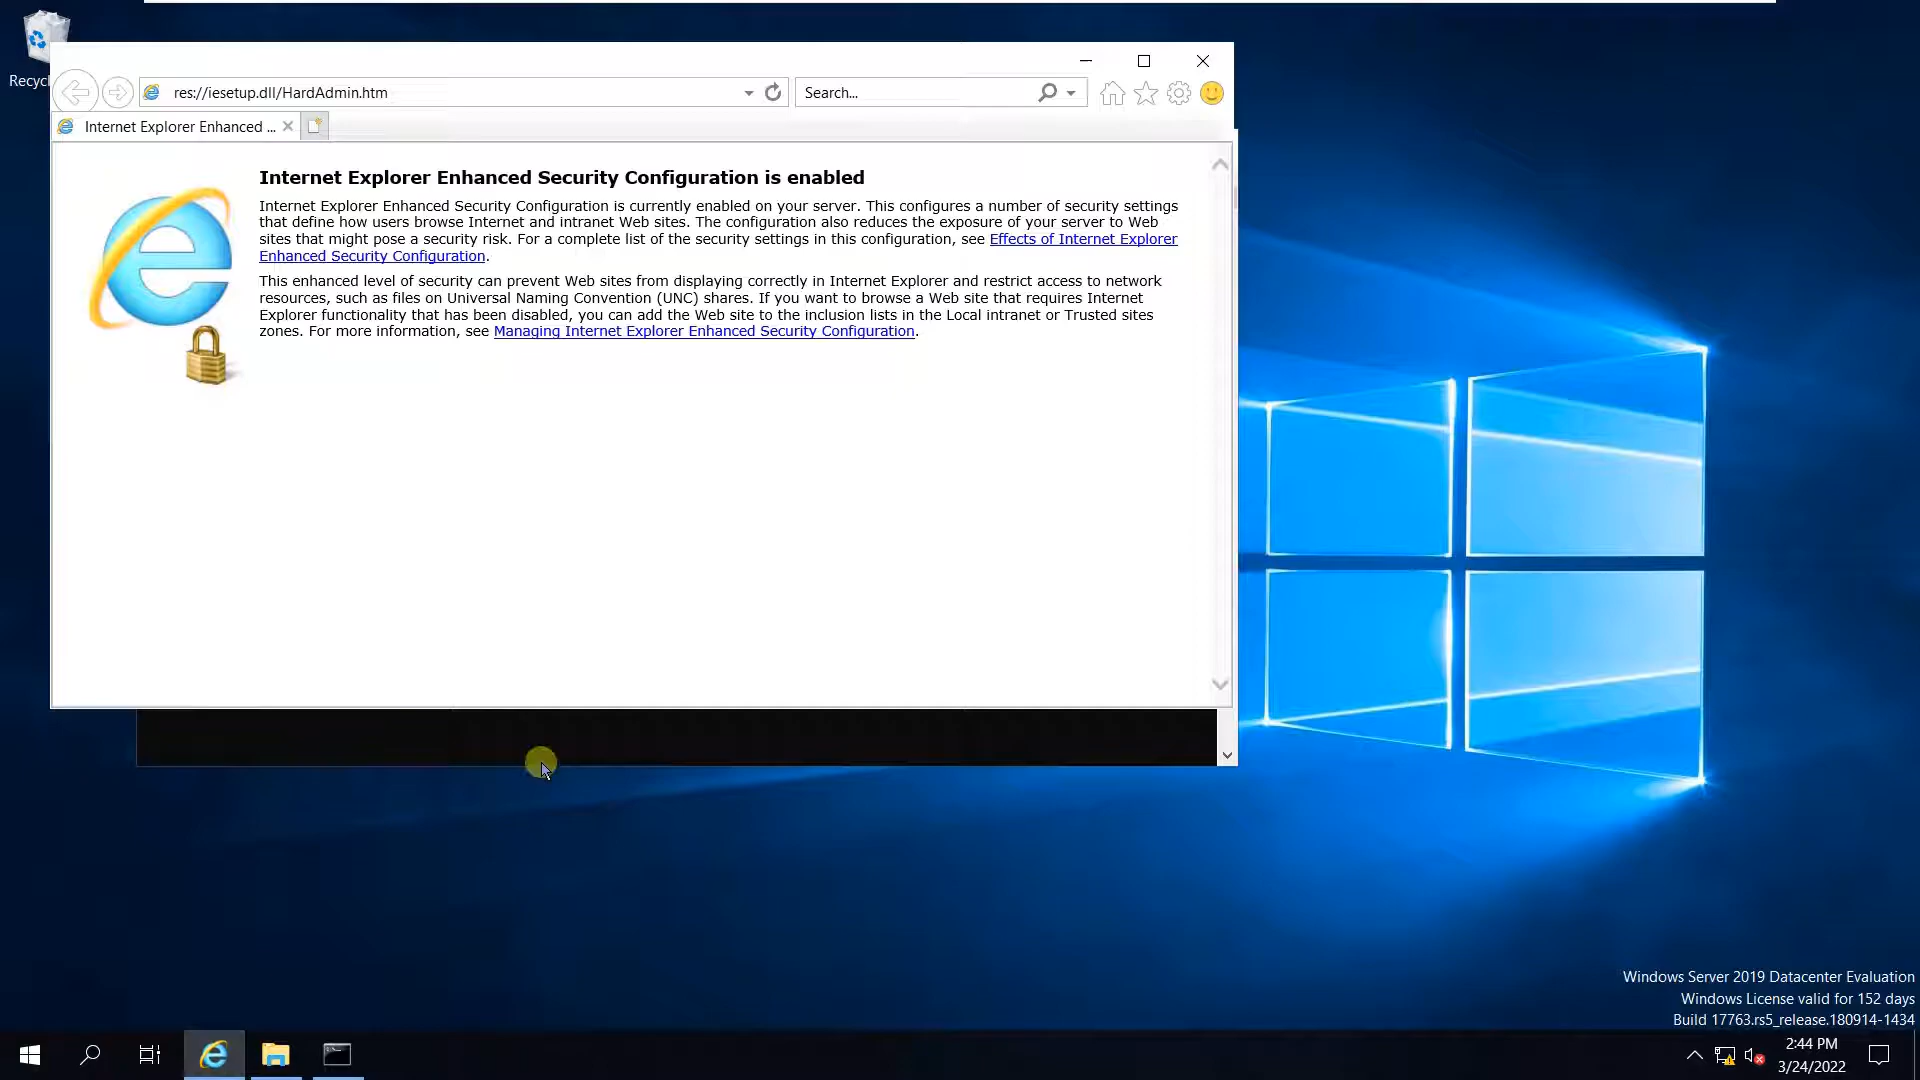 Recycl
res://iesetup.dll/HardAdmin.htm
Search...
Internet Explorer Enhanced ...
Internet Explorer Enhanced Security Configuration is enabled
Internet Explorer Enhanced Security Configuration is currently enabled on your server. This configures a number of security settings
that define how users browse Internet and intranet Web sites. The configuration also reduces the exposure of your server to Web
sites that might pose a security risk. For a complete list of the security settings in this configuration, see Effects of Internet Explorer
Enhanced Security Configuration.
This enhanced level of security can prevent Web sites from displaying correctly in Internet Explorer and restrict access to network
resources, such as files on Universal Naming Convention (UNC) shares. If you want to browse a Web site that requires Internet
Explorer functionality that has been disabled, you can add the Web site to the inclusion lists in the Local intranet or Trusted sites
zones. For more information, see Managing Internet Explorer Enhanced Security Configuration.
Windows Server 2019 Datacenter Evaluation
Windows License valid for 152 days
Build 17763.rs5_release.180914-1434
2:44 PM
3/24/2022